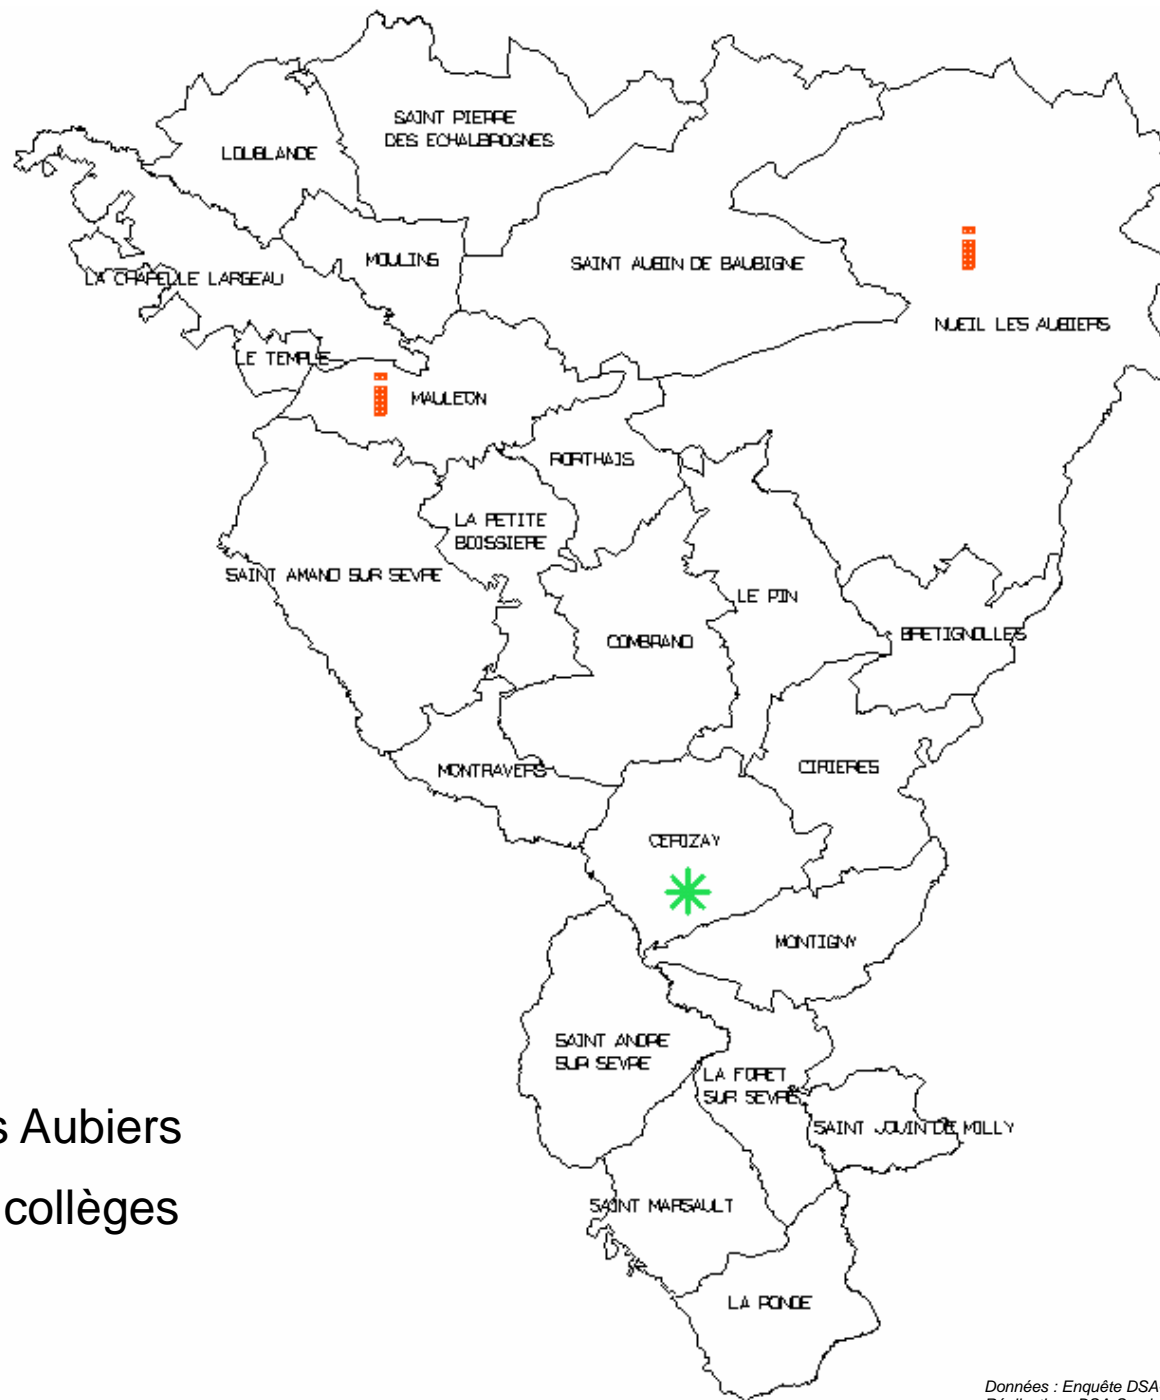 SAINT PIERRE
DES ECHALBROGNES
LOUBLANDE
MOULINS
SAINT AUBIN DE BAUBIGNE
LA CHAPELLE LARGEAU
NUEIL LES AUBIERS
LE TEMPLE
MAULEON
RORTHAIS
LA PETITE
BOISSIERE
SAINT AMAND SUR SEVRE
LE PIN
COMBRAND
BRETIGNOLLES
MONTRAVERS
CIRIERES
CERIZAY
MONTIGNY
SAINT ANDRE
SUR SEVRE
LA FORET
SUR SEVRE
s Aubiers
SAINT JOUIN DE MILLY
collèges
SAINT MARSAULT
LA RONDE
Données : Enquête DSA